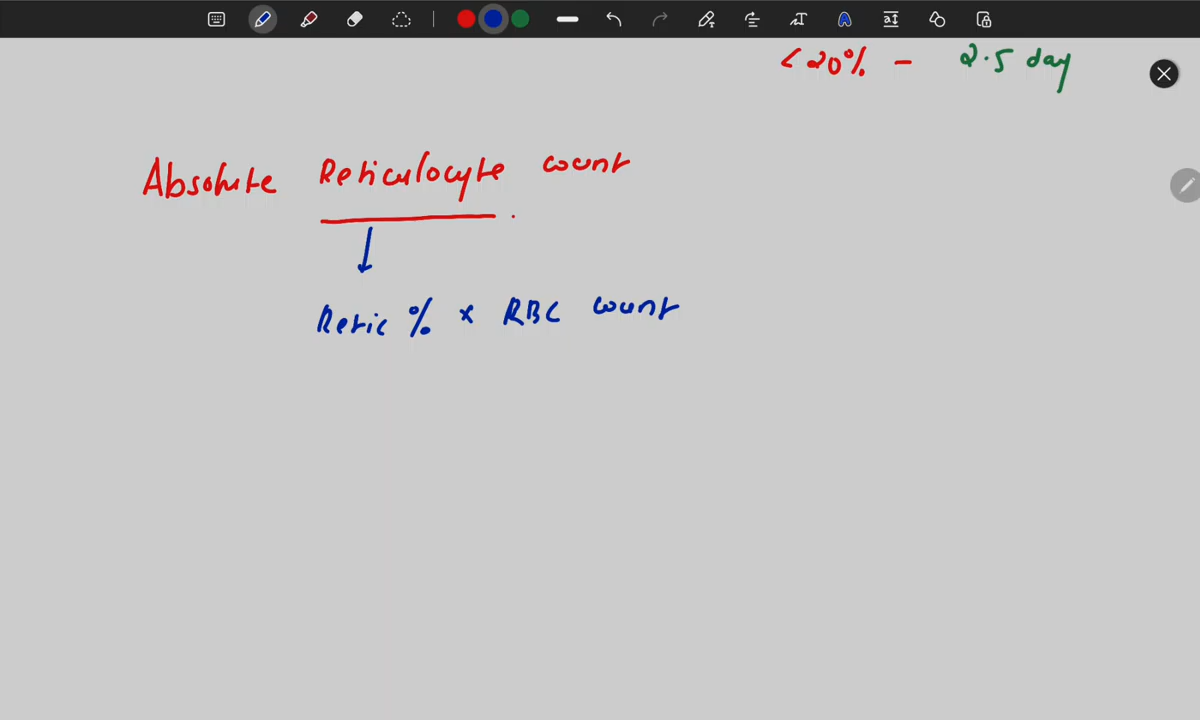 <20% - 2.5 day
Absolute Reticulocyte count
Retic % x RBC count